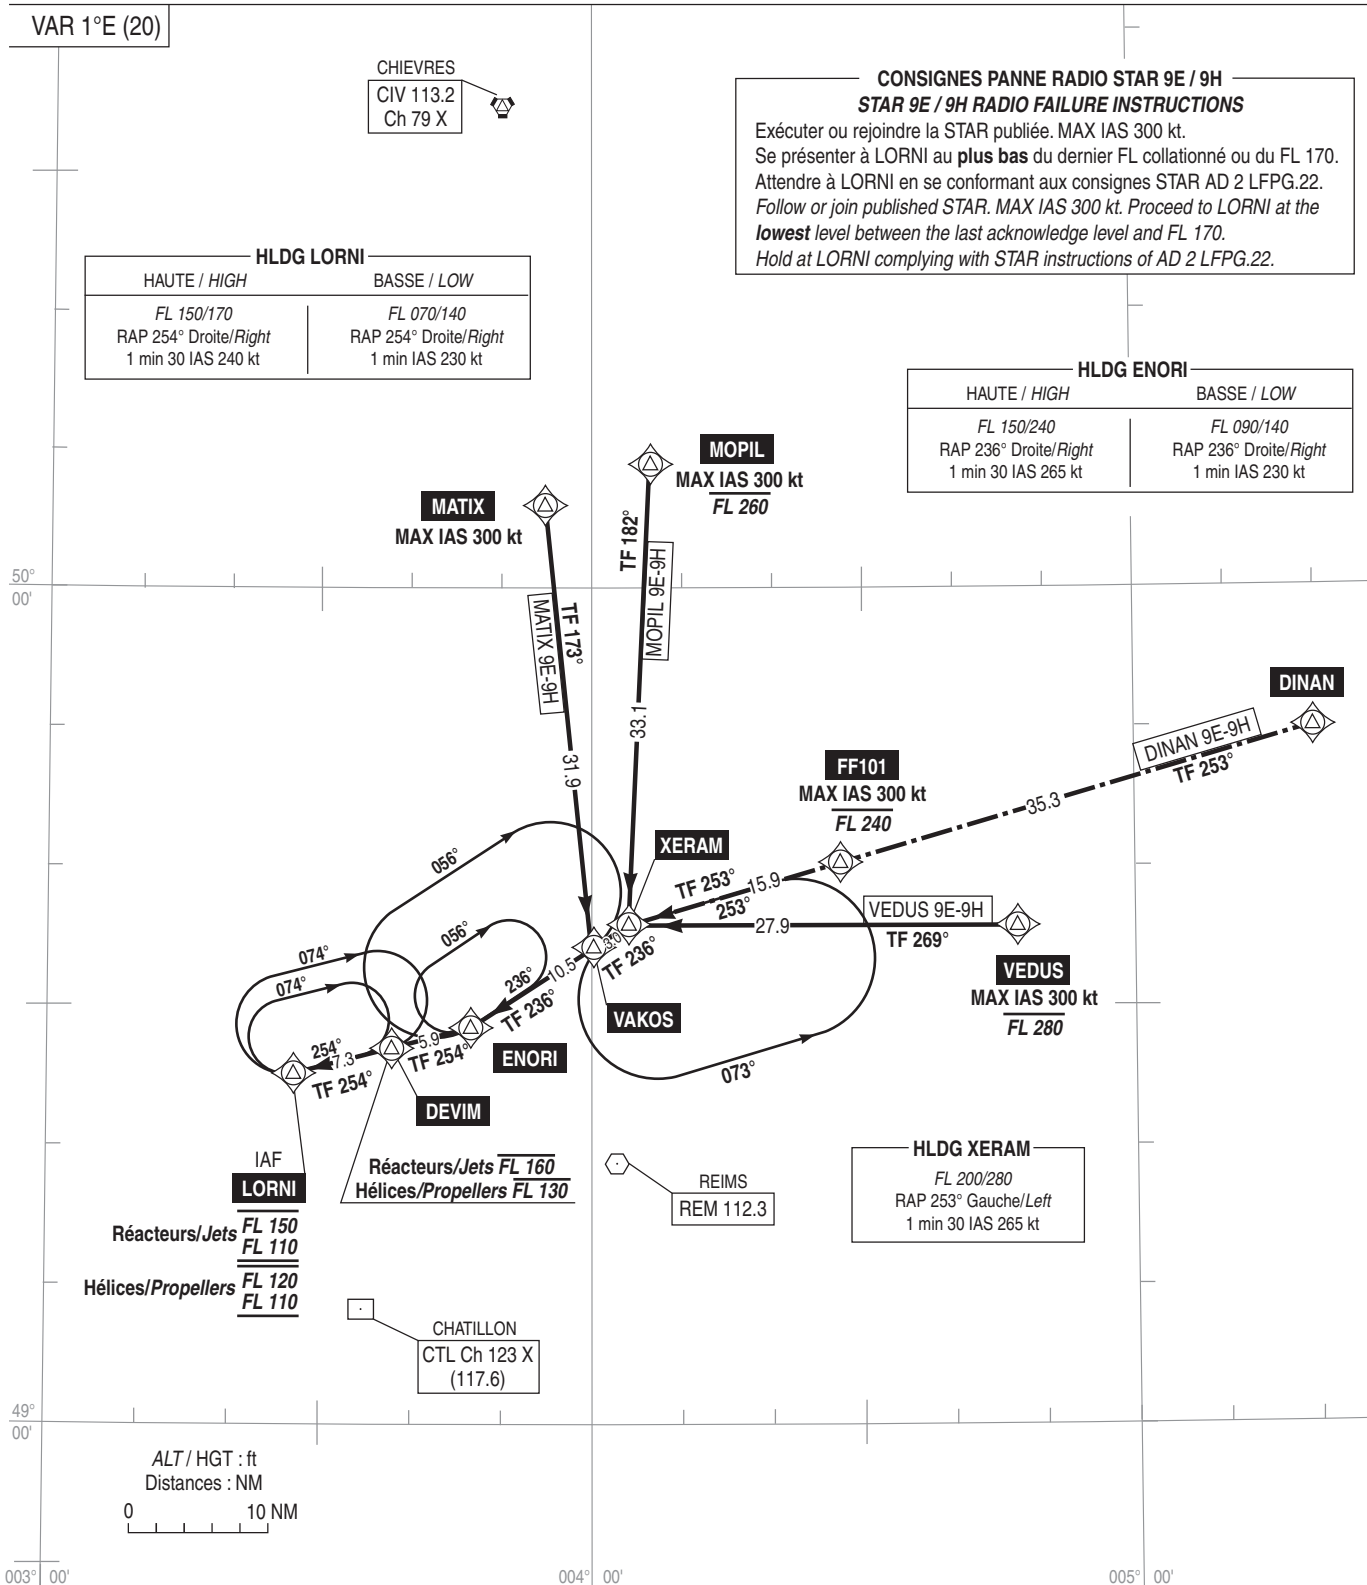 VAR 1°E (20)
CHIEVRES
CIV 113.2
Ch 79 X
CONSIGNES PANNE RADIO STAR 9E / 9H
STAR 9E / 9H RADIO FAILURE INSTRUCTIONS
Exécuter ou rejoindre la STAR publiée. MAX IAS 300 kt.
Se présenter à LORNI au plus bas du dernier FL collationné ou du FL 170.
Attendre à LORNI en se conformant aux consignes STAR AD 2 LFPG.22.
Follow or join published STAR. MAX IAS 300 kt. Proceed to LORNI at the
lowest level between the last acknowledge level and FL 170.
Hold at LORNI complying with STAR instructions of AD 2 LFPG.22.
HLDG LORNI
HAUTE / HIGH
FL 150/170
RAP 254° Droite/Right
1 min 30 IAS 240 kt
BASSE / LOW
FL 070/140
RAP 254° Droite/Right
1 min IAS 230 kt
HLDG ENORI
HAUTE / HIGH
FL 150/240
RAP 236° Droite/Right
1 min 30 IAS 265 kt
BASSE / LOW
FL 090/140
RAP 236° Droite/Right
1 min IAS 230 kt
MOPIL
MAX IAS 300 kt
FL 260
MATIX
MAX IAS 300 kt
TF 182°
MOPIL 9E-9H
33.1
TF 173°
MATIX 9E-9H
31.9
50°
00'
DINAN
DINAN 9E-9H
TF 253°
35.3
FF101
MAX IAS 300 kt
FL 240
XERAM
TF 253°
15.9
253°
VEDUS 9E-9H
27.9
TF 269°
VEDUS
MAX IAS 300 kt
FL 280
056°
056°
074°
074°
3.0
TF 236°
10.5
236°
TF 236°
VAKOS
5.9
TF 254°
ENORI
254°
7.3
TF 254°
DEVIM
073°
IAF
LORNI
Réacteurs/Jets FL 150
FL 110
Hélices/Propellers FL 120
FL 110
Réacteurs/Jets FL 160
Hélices/Propellers FL 130
REIMS
REM 112.3
HLDG XERAM
FL 200/280
RAP 253° Gauche/Left
1 min 30 IAS 265 kt
CHATILLON
CTL Ch 123 X
(117.6)
49°
00'
ALT / HGT : ft
Distances : NM
0 10 NM
003° 00'
004° 00'
005° 00'